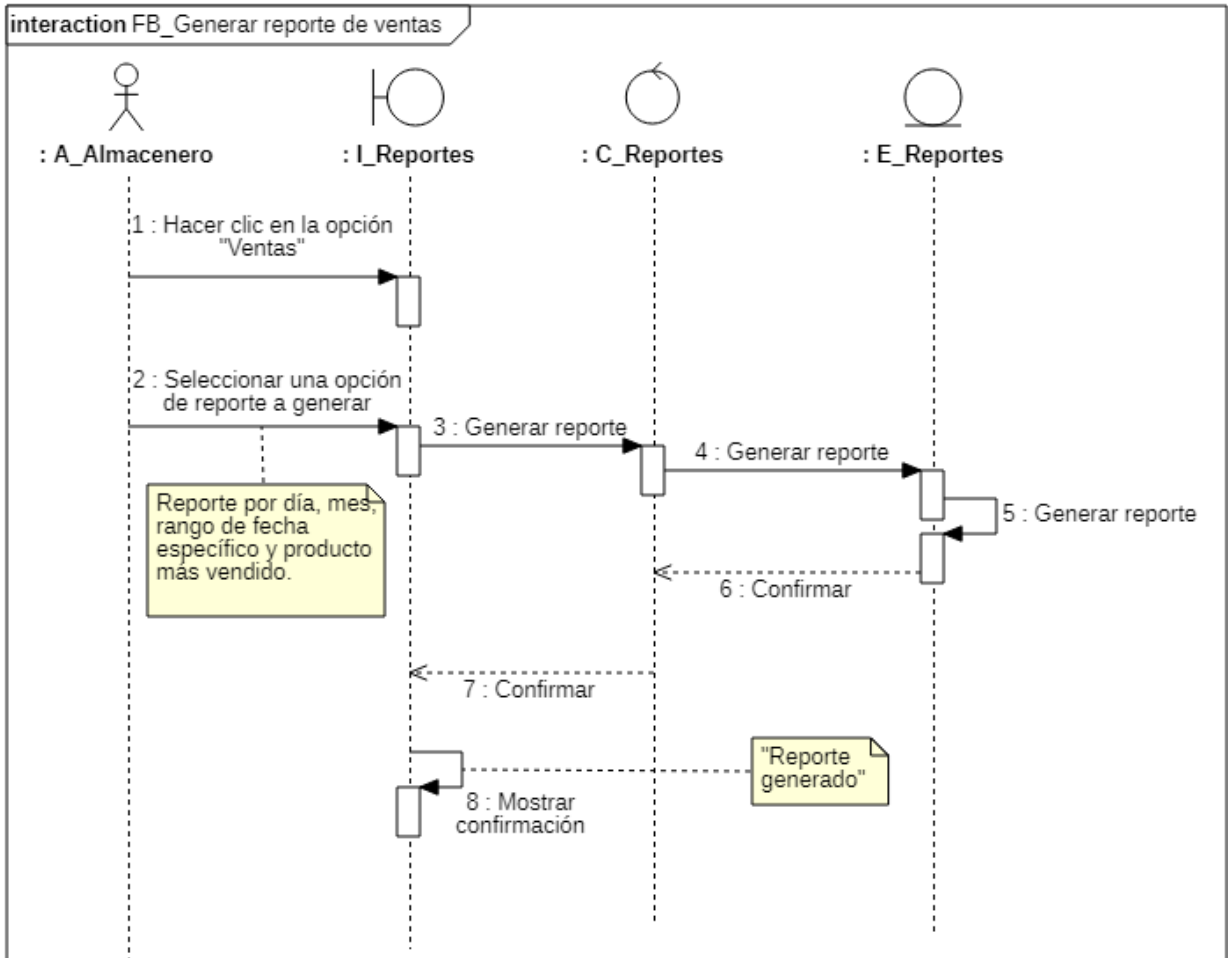 interaction FB_Generar reporte de ventas
: A_Almacenero
: I_Reportes
: C_Reportes
: E_Reportes
1 : Hacer clic en la opción
"Ventas"
2 : Seleccionar una opción
de reporte a generar
3 : Generar reporte
4 : Generar reporte
Reporte por día, mes,
rango de fecha
específico y producto
más vendido.
5 : Generar reporte
6 : Confirmar
7 : Confirmar
"Reporte
generado"
8 : Mostrar
confirmación